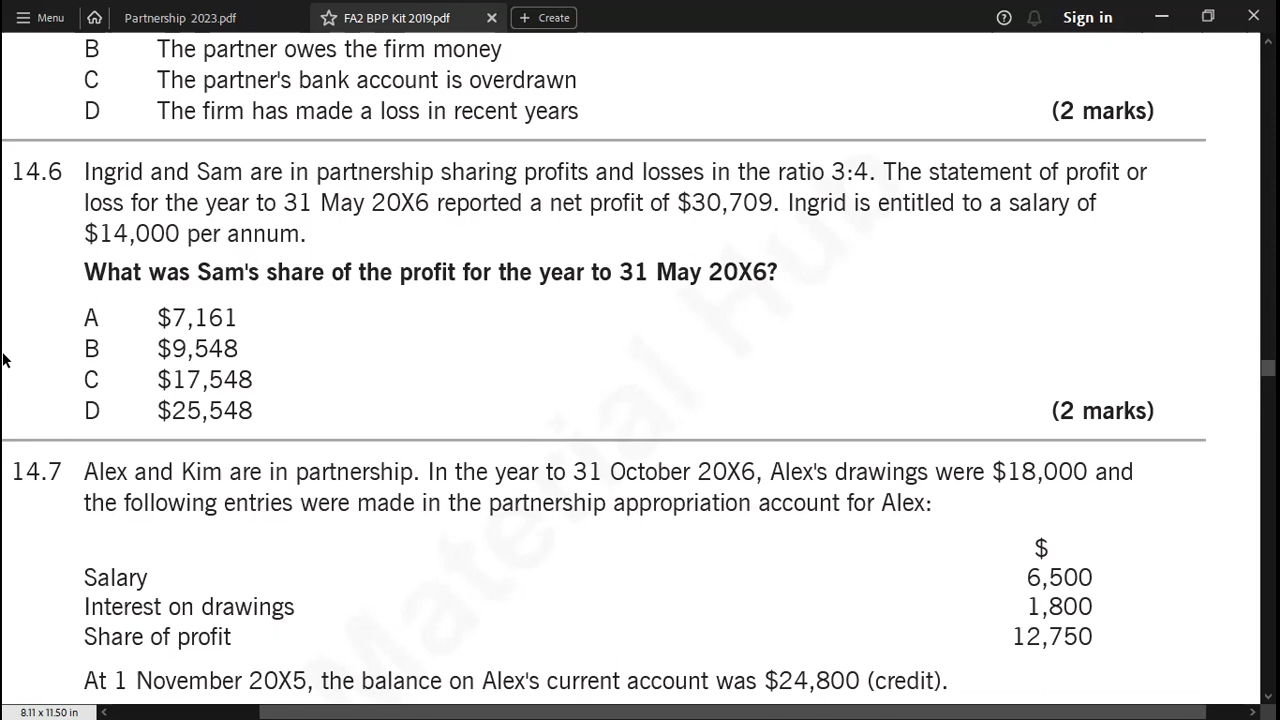 Menu Partnership 2023.pdf FA2 BPP Kit 2019.pdf Create Sign in
B The partner owes the firm money
C The partner's bank account is overdrawn
D The firm has made a loss in recent years (2 marks)
14.6 Ingrid and Sam are in partnership sharing profits and losses in the ratio 3:4. The statement of profit or
loss for the year to 31 May 20X6 reported a net profit of $30,709. Ingrid is entitled to a salary of
$14,000 per annum.
What was Sam's share of the profit for the year to 31 May 20X6?
A $7,161
B $9,548
C $17,548
D $25,548 (2 marks)
14.7 Alex and Kim are in partnership. In the year to 31 October 20X6, Alex's drawings were $18,000 and
the following entries were made in the partnership appropriation account for Alex:
$
Salary 6,500
Interest on drawings 1,800
Share of profit 12,750
At 1 November 20X5, the balance on Alex's current account was $24,800 (credit).
8.11 x 11.50 in
Material Hub